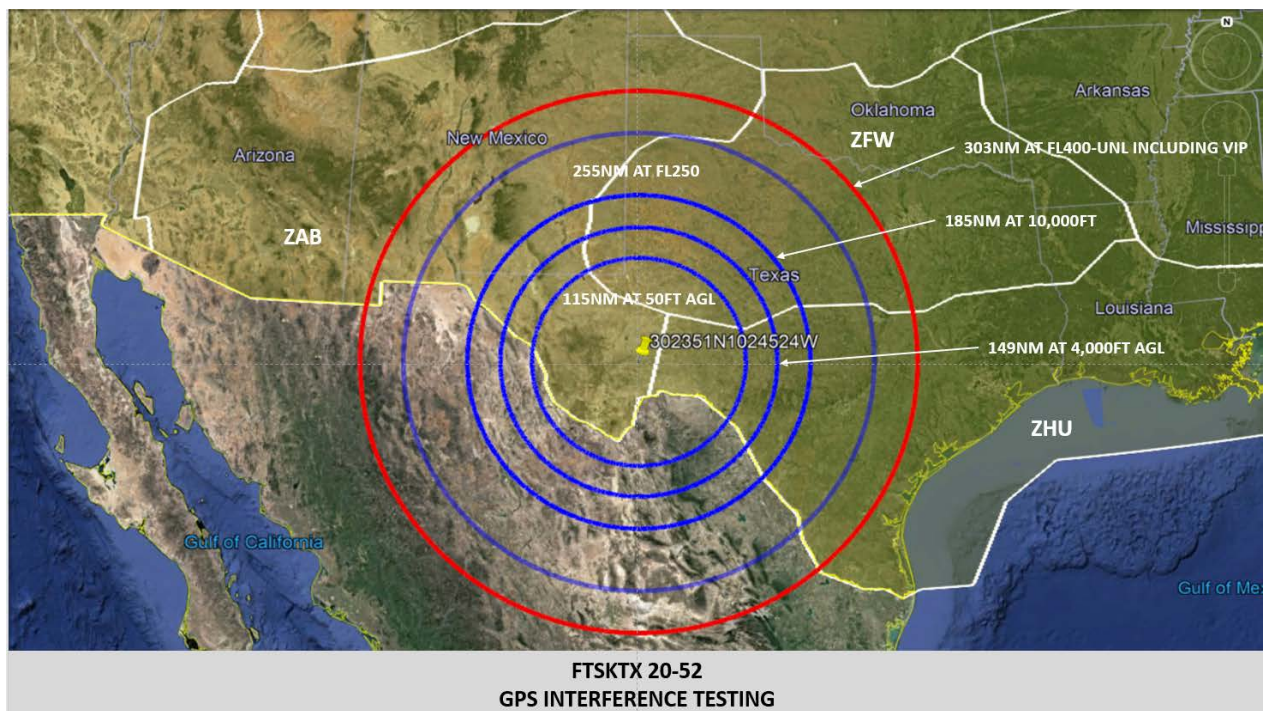 N
Arkansas
Oklahoma
ZFW
New Mexico
Arizona
303NM AT FL400-UNL INCLUDING VIP
255NM AT FL250
185NM AT 10,000FT
Mississipp
ZAB
Texas
115NM AT 50FT AGL
Louisiana
302351N1024524W
149NM AT 4,000FT AGL
ZHU
Gulf of California
Gulf of Me
FTSKTX 20-52
GPS INTERFERENCE TESTING